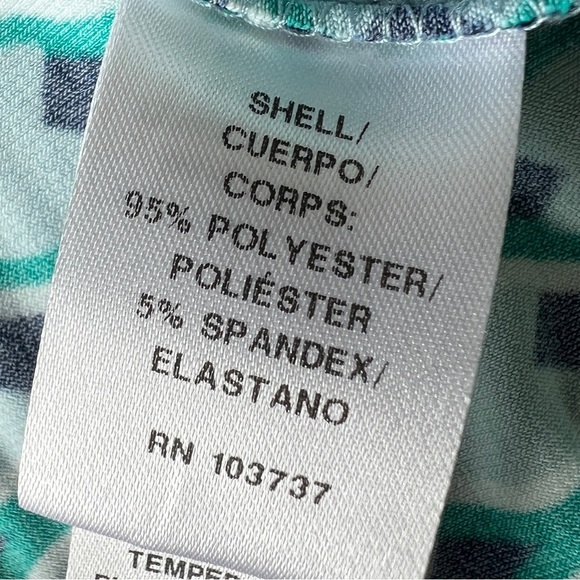 SHELL/
CUERPO/
CORPS:
95% POLYESTER/
POLIÉSTER
5% SPANDEX/
ELASTANO
RN 103737